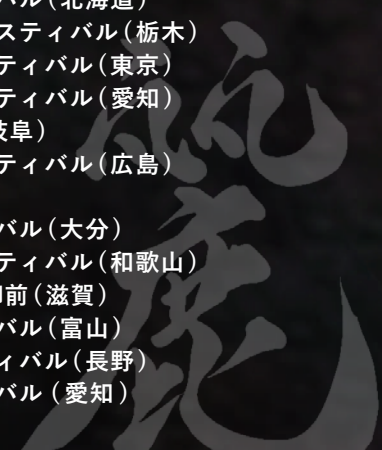 バル（北海道）
スティバル（栃木）
ティバル（東京）
ティバル（愛知）
岐阜）
ティバル（広島）
バル（大分）
ティバル（和歌山）
前（滋賀）
バル（富山）
ィバル（長野）
バル（愛知）